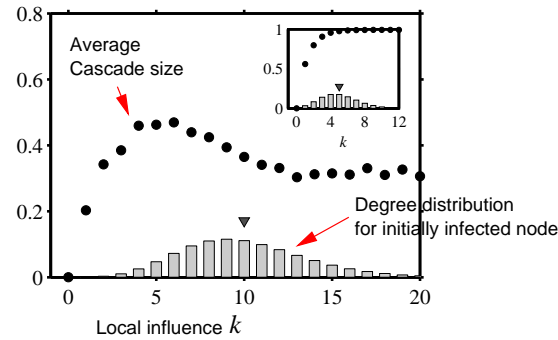 0.8
0.6
0.4
0.2
0
Average
Cascade size
1
0.5
0
0 4 8 12
k
Degree distribution
for initially infected node
0 5 10 15 20
Local influence k